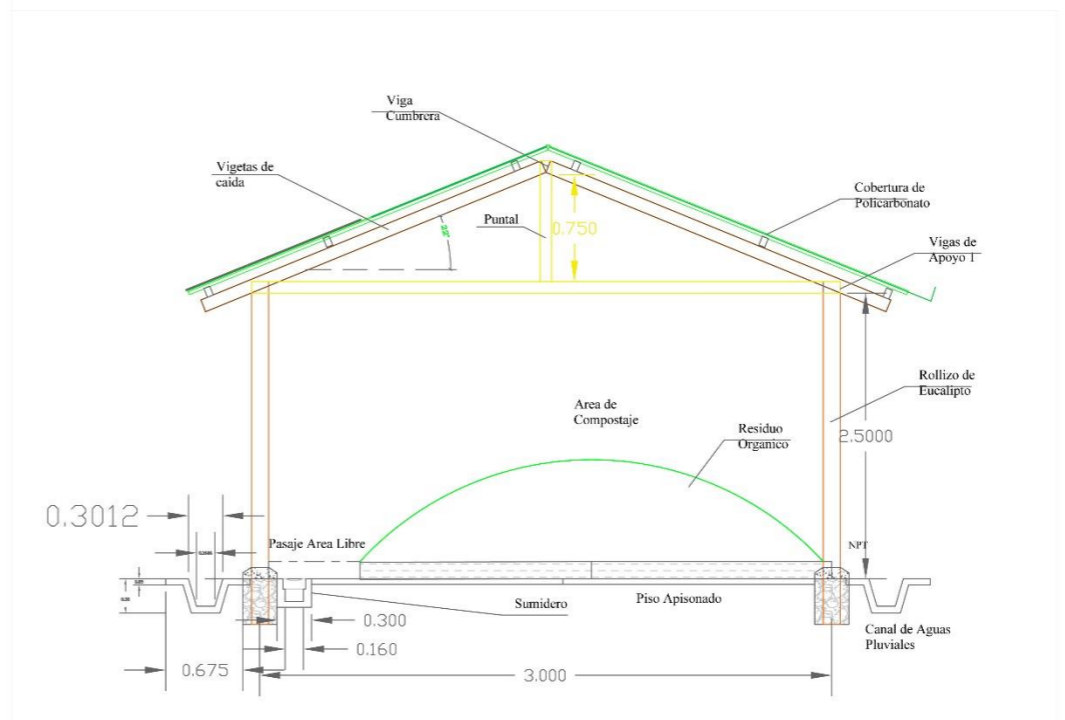 Viga
Cumbrera
Vigetas de
caida
Puntal
0.750
Cobertura de
Policarbonato
Vigas de
Apoyo 1
Rollizo de
Eucalipto
Area de
Compostaje
Residuo
Organico
2.5000
0.3012
Pasaje Area Libre
NPT
Sumidero
Piso Apisonado
0.300
Canal de Aguas
Pluviales
0.160
0.675
3.000